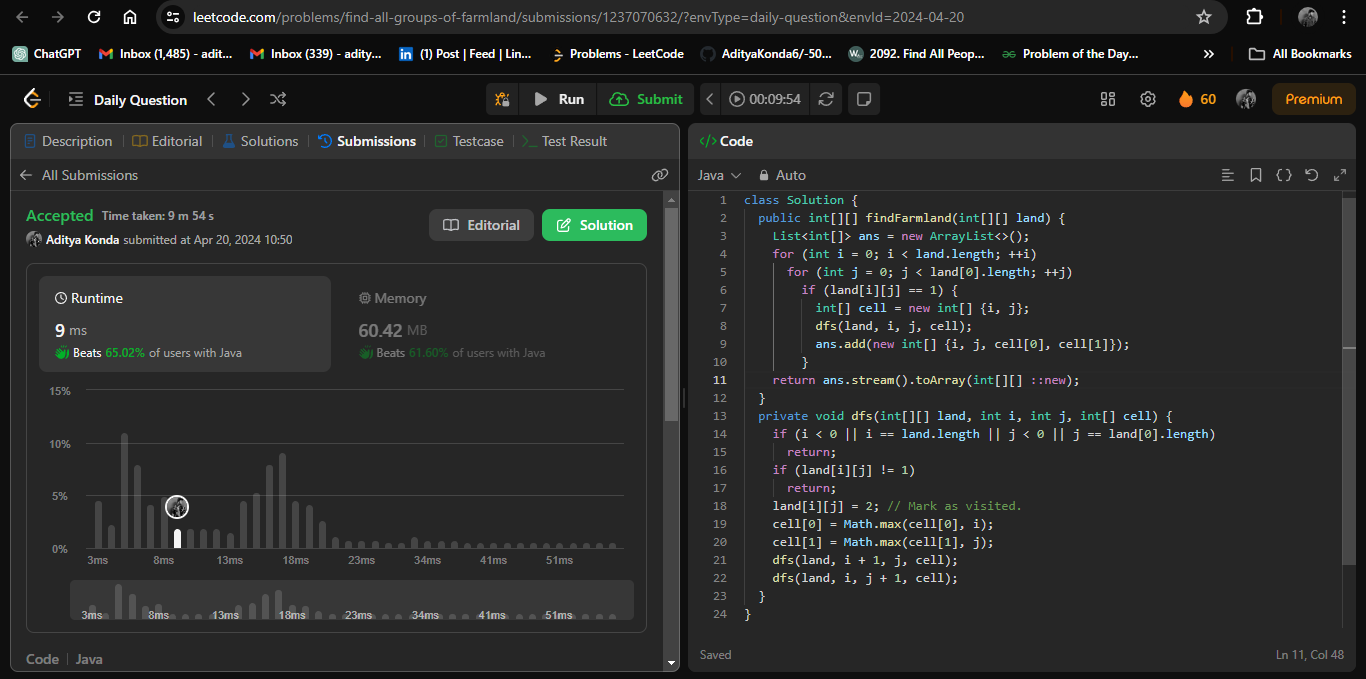 leetcode.com/problems/find-all-groups-of-farmland/submissions/1237070632/?envType=daily-question&envId=2024-04-20
ChatGPT Inbox (1,485) - adit... Inbox (339) - adity... (1) Post | Feed | Lin... Problems - LeetCode AdityaKonda6/-50... 2092. Find All Peop... Problem of the Day... » All Bookmarks
Daily Question Run Submit 00:09:54 60 Premium
Description Editorial Solutions Submissions Testcase Test Result
All Submissions
Accepted Time taken: 9 m 54 s
Editorial Solution
Aditya Konda submitted at Apr 20, 2024 10:50
Runtime
9 ms
Beats 65.02% of users with Java
Memory
60.42 MB
Beats 61.60% of users with Java
15%
10%
5%
0%
3ms 8ms 13ms 18ms 23ms 34ms 41ms 51ms
3ms 8ms 13ms 18ms 23ms 34ms 41ms 51ms
Code | Java
</> Code
Java Auto
1 class Solution {
2 public int[][] findFarmland(int[][] land) {
3 List<int[]> ans = new ArrayList<>();
4 for (int i = 0; i < land.length; ++i)
5 for (int j = 0; j < land[0].length; ++j)
6 if (land[i][j] == 1) {
7 int[] cell = new int[] {i, j};
8 dfs(land, i, j, cell);
9 ans.add(new int[] {i, j, cell[0], cell[1]});
10 }
11 return ans.stream().toArray(int[][] ::new);
12 }
13 private void dfs(int[][] land, int i, int j, int[] cell) {
14 if (i < 0 || i == land.length || j < 0 || j == land[0].length)
15 return;
16 if (land[i][j] != 1)
17 return;
18 land[i][j] = 2; // Mark as visited.
19 cell[0] = Math.max(cell[0], i);
20 cell[1] = Math.max(cell[1], j);
21 dfs(land, i + 1, j, cell);
22 dfs(land, i, j + 1, cell);
23 }
24 }
Saved Ln 11, Col 48